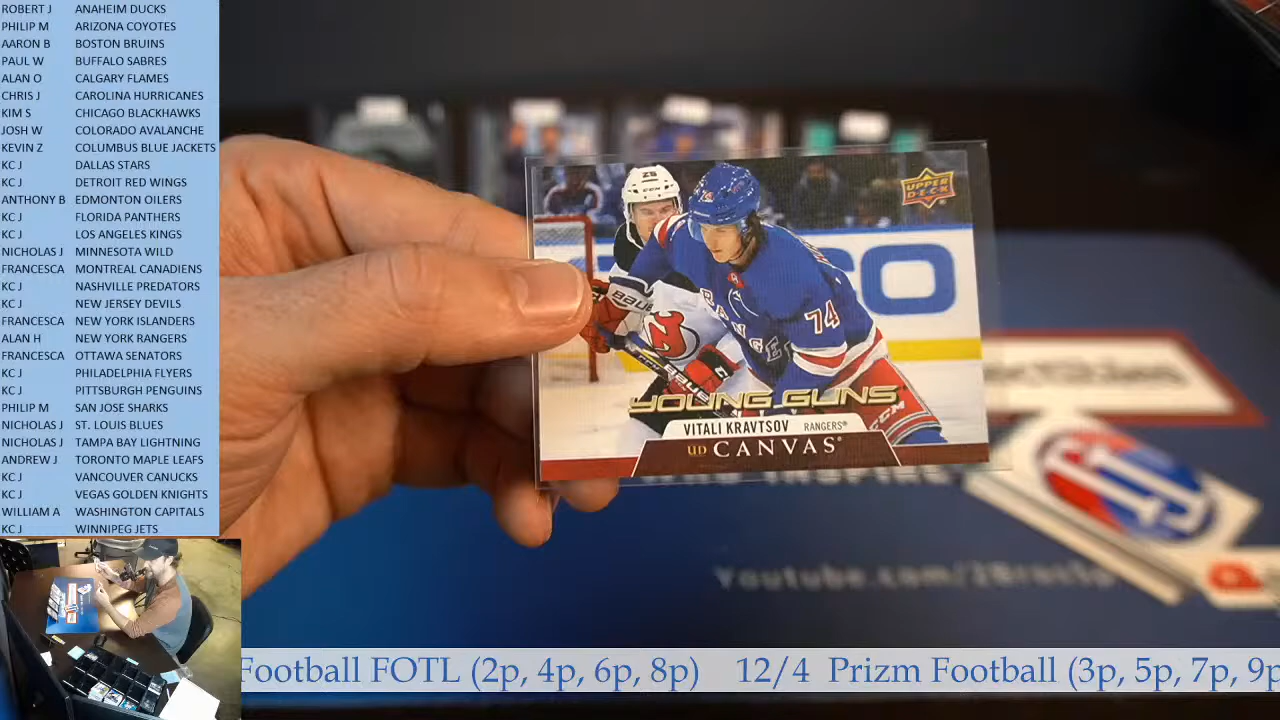 ROBERT J ANAHEIM DUCKS
PHILIP M ARIZONA COYOTES
AARON B BOSTON BRUINS
PAUL W BUFFALO SABRES
ALAN O CALGARY FLAMES
CHRIS J CAROLINA HURRICANES
KIM S CHICAGO BLACKHAWKS
JOSH W COLORADO AVALANCHE
KEVIN Z COLUMBUS BLUE JACKETS
KC J DALLAS STARS
KC J DETROIT RED WINGS
ANTHONY B EDMONTON OILERS
KC J FLORIDA PANTHERS
KC J LOS ANGELES KINGS
NICHOLAS J MINNESOTA WILD
FRANCESCA MONTREAL CANADIENS
KC J NASHVILLE PREDATORS
KC J NEW JERSEY DEVILS
FRANCESCA NEW YORK ISLANDERS
ALAN H NEW YORK RANGERS
FRANCESCA OTTAWA SENATORS
KC J PHILADELPHIA FLYERS
KC J PITTSBURGH PENGUINS
PHILIP M SAN JOSE SHARKS
NICHOLAS J ST. LOUIS BLUES
NICHOLAS J TAMPA BAY LIGHTNING
ANDREW J TORONTO MAPLE LEAFS
KC J VANCOUVER CANUCKS
KC J VEGAS GOLDEN KNIGHTS
WILLIAM A WASHINGTON CAPITALS
KC J WINNIPEG JETS
UPPER
DECK
74
YOUNG GUNS
VITALI KRAVTSOV RANGERS
UD CANVAS
Football FOTL (2p, 4p, 6p, 8p) 12/4 Prizm Football (3p, 5p, 7p, 9p